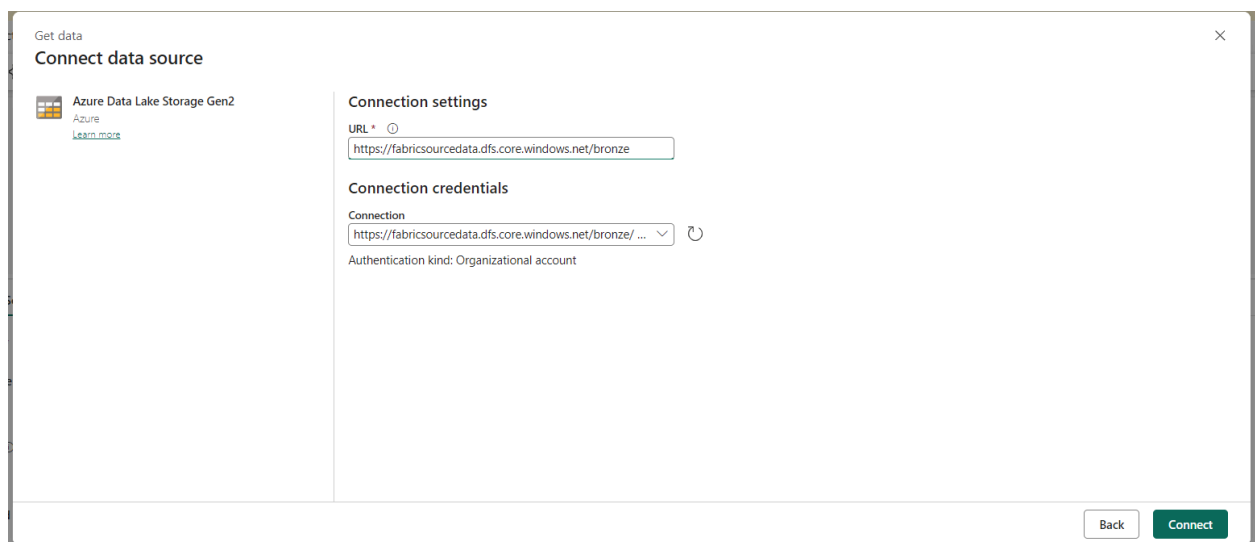 Get data
Connect data source
Azure Data Lake Storage Gen2
Azure
Learn more
Connection settings
URL *
https://fabricsourcedata.dfs.core.windows.net/bronze
Connection credentials
Connection
https://fabricsourcedata.dfs.core.windows.net/bronze/ ...
Authentication kind: Organizational account
Back
Connect